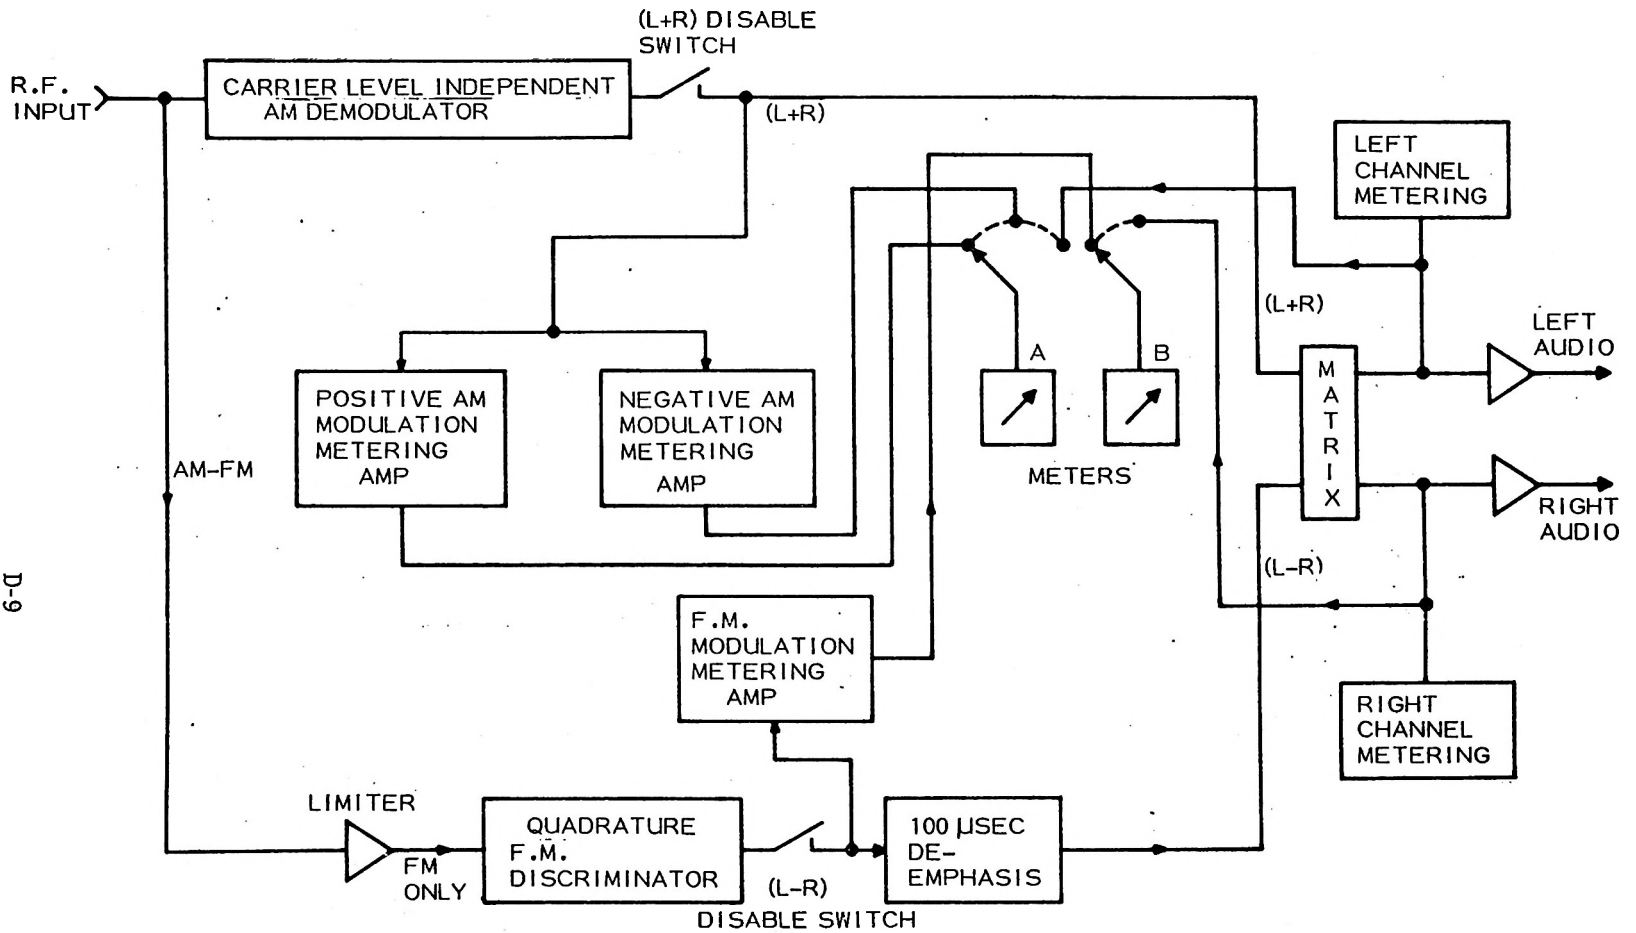 (L+R) DISABLE
SWITCH
R.F.
INPUT
CARRIER LEVEL INDEPENDENT
AM DEMODULATOR
(L+R)
LEFT
CHANNEL
METERING
(L+R)
LEFT
AUDIO
A
B
MATRIX
POSITIVE AM
MODULATION
METERING
AMP
NEGATIVE AM
MODULATION
METERING
AMP
METERS
AM-FM
RIGHT
AUDIO
(L-R)
D-9
F.M.
MODULATION
METERING
AMP
RIGHT
CHANNEL
METERING
LIMITER
FM
ONLY
QUADRATURE
F.M.
DISCRIMINATOR
(L-R)
DISABLE SWITCH
100 µSEC
DE-
EMPHASIS